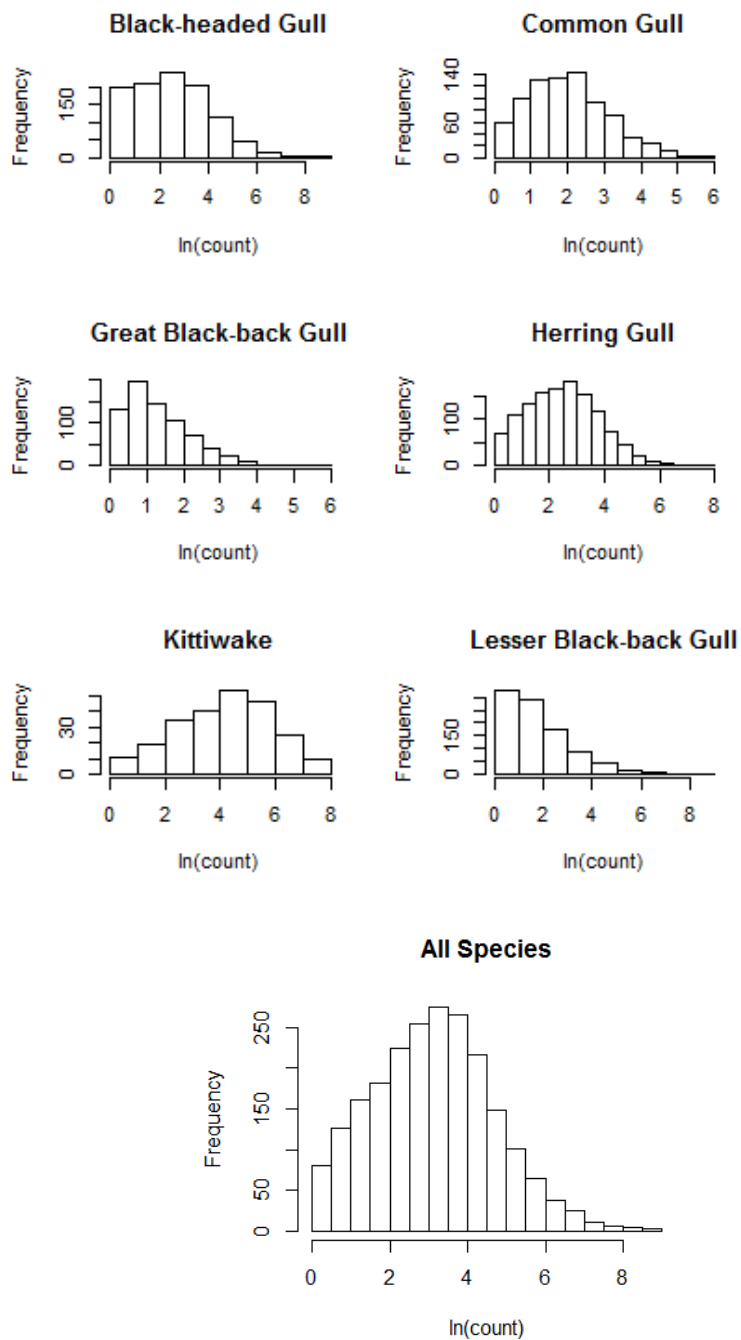 Black-headed Gull
Frequency
0 150
0 2 4 6 8
ln(count)
Common Gull
Frequency
0 60 140
0 1 2 3 4 5 6
ln(count)
Great Black-back Gull
Frequency
0 100
0 1 2 3 4 5 6
ln(count)
Herring Gull
Frequency
0 100
0 2 4 6 8
ln(count)
Kittiwake
Frequency
0 30
0 2 4 6 8
ln(count)
Lesser Black-back Gull
Frequency
0 150
0 2 4 6 8
ln(count)
All Species
Frequency
0 50 150 250
0 2 4 6 8
ln(count)